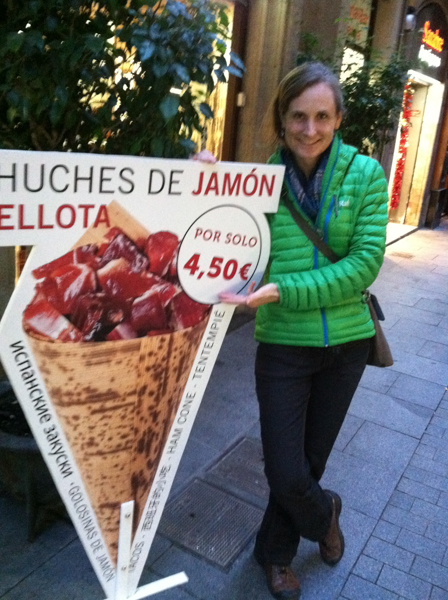 HUCHES DE JAMÓN
ELLOTA
POR SOLO
4,50€
испанские закуски
· GOLOSINAS DE JAMÓN
HAM CONE · TENTEMPIÉ